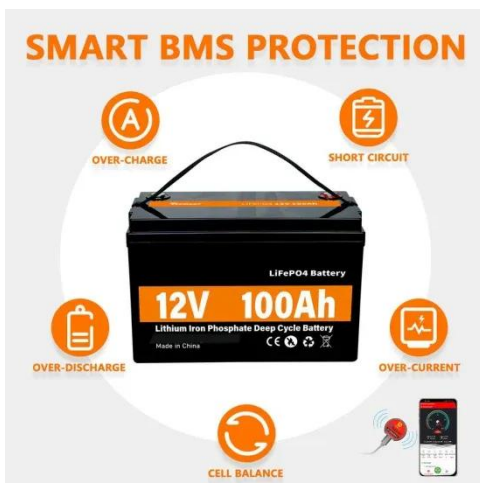 SMART BMS PROTECTION
OVER-CHARGE
SHORT CIRCUIT
LiFePO4 Battery
12V 100Ah
Lithium Iron Phosphate Deep Cycle Battery
Made in China
CE
OVER-DISCHARGE
OVER-CURRENT
CELL BALANCE